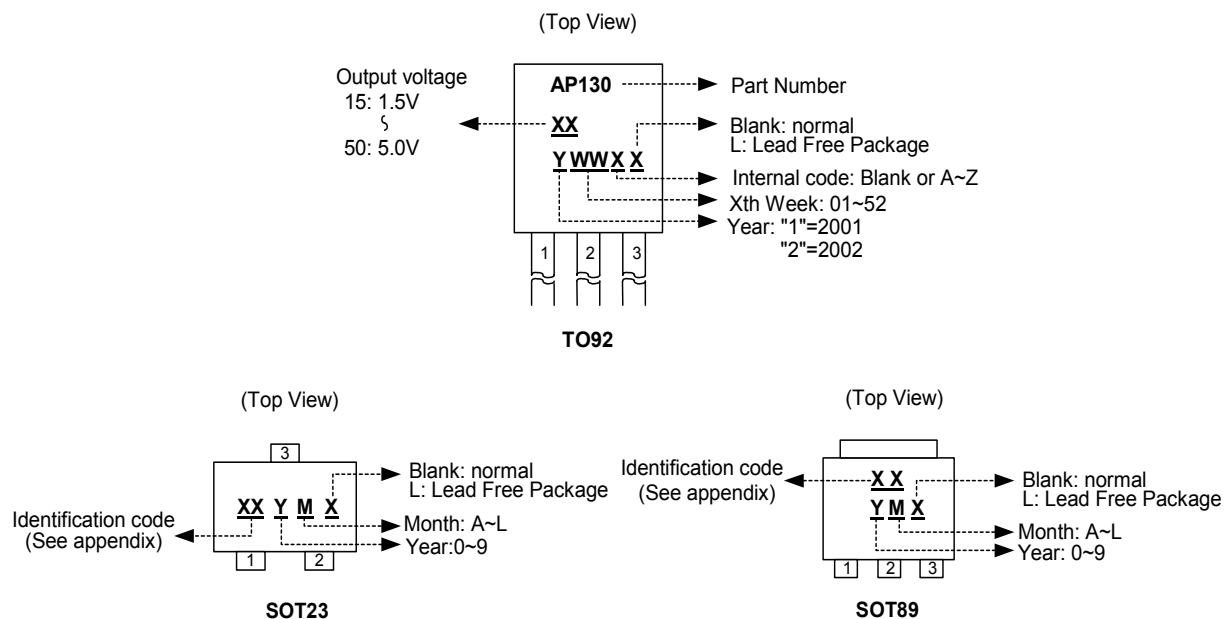 (Top View)
Output voltage
15: 1.5V
∽
50: 5.0V
AP130
Part Number
XX
Blank: normal
L: Lead Free Package
Y WW X X
Internal code: Blank or A~Z
Xth Week: 01~52
Year: "1"=2001
"2"=2002
1 2 3
TO92
(Top View)
3
Blank: normal
L: Lead Free Package
XX Y M X
Identification code
(See appendix)
Month: A~L
Year:0~9
1 2
SOT23
(Top View)
Identification code
(See appendix)
X X
Blank: normal
L: Lead Free Package
Y M X
Month: A~L
Year: 0~9
1 2 3
SOT89